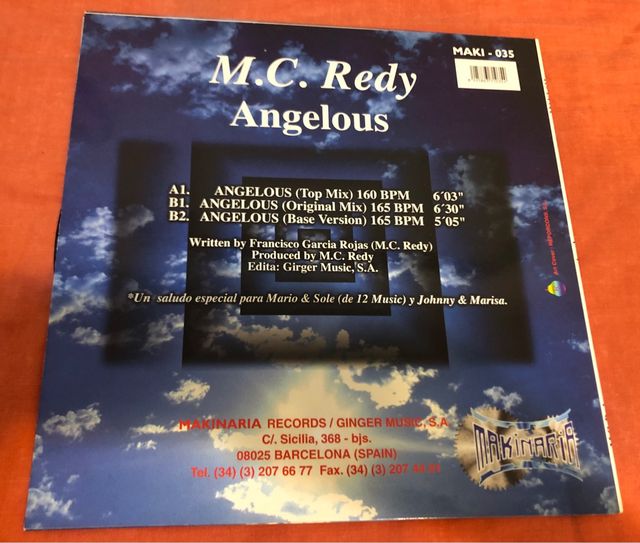 MAKI - 035
M.C. Redy
Angelous
A1. ANGELOUS (Top Mix) 160 BPM 6´03"
B1. ANGELOUS (Original Mix) 165 BPM 6´30"
B2. ANGELOUS (Base Version) 165 BPM 5´05"
Written by Francisco Garcia Rojas (M.C. Redy)
Produced by M.C. Redy
Edita: Girger Music, S.A.
*Un saludo especial para Mario & Sole (de 12 Music) y Johnny & Marisa.
MAKINARIA RECORDS / GINGER MUSIC, S.A.
C/. Sicilia, 368 - bjs.
08025 BARCELONA (SPAIN)
Tel. (34) (3) 207 66 77 Fax. (34) (3) 207
MAKINARIA
Art Cover: